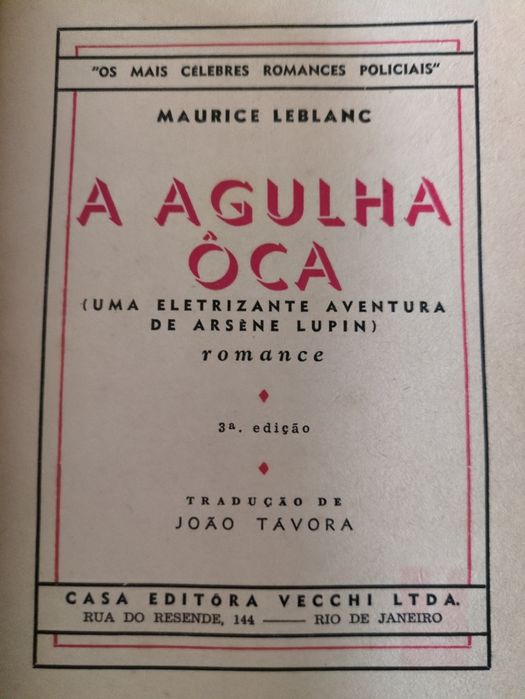 "OS MAIS CÉLEBRES ROMANCES POLICIAIS"
MAURICE LEBLANC
A AGULHA
ÔCA
(UMA ELETRIZANTE AVENTURA
DE ARSÈNE LUPIN)
romance
3ª. edição
TRADUÇÃO DE
JOÃO TÁVORA
CASA EDITÔRA VECCHI LTDA.
RUA DO RESENDE, 144 — RIO DE JANEIRO